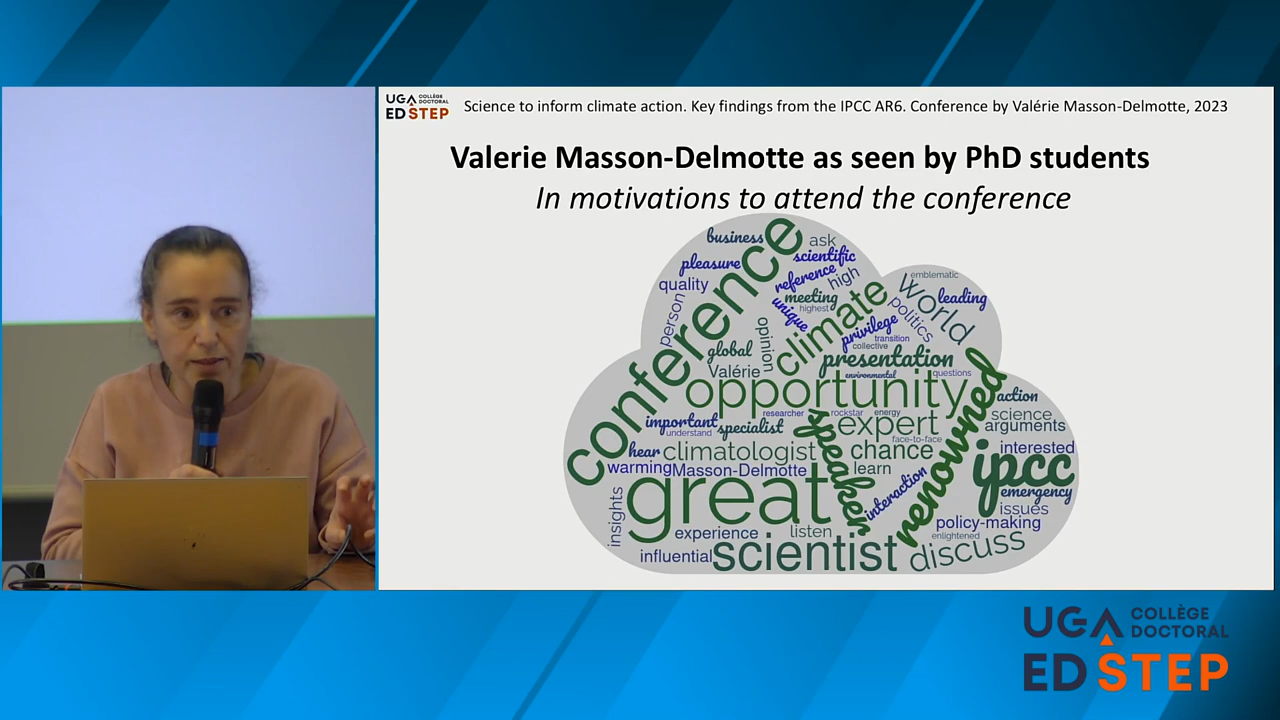 UGA COLLÈGE DOCTORAL
ED STEP
Science to inform climate action. Key findings from the IPCC AR6. Conference by Valérie Masson-Delmotte, 2023
Valerie Masson-Delmotte as seen by PhD students
In motivations to attend the conference
business
ask
conference
pleasure
scientific
quality
reference
high
emblematic
person
meeting
highest
unique
climate
world
leading
politics
opinion
privilege
transition
collective
global
Valérie
presentation
environmental
questions
opportunity
renowned
action
researcher
rockstar
energy
important
understand
specialist
speaker
expert
face-to-face
science
arguments
hear
climatologist
chance
interested
warming
Masson-Delmotte
learn
ipcc
emergency
great
interaction
insights
issues
experience
listen
policy-making
enlightened
influential
scientist
discuss
UGA COLLÈGE DOCTORAL
ED STEP